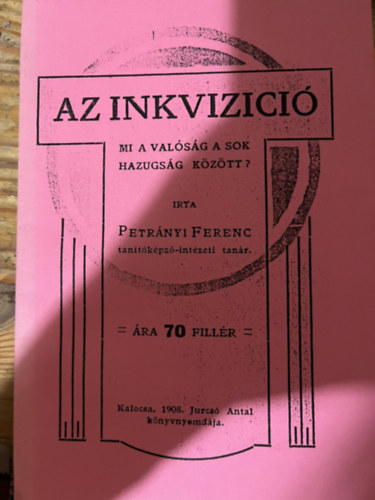 AZ INKVIZICIÓ
MI A VALÓSÁG A SOK
HAZUGSÁG KÖZÖTT?
IRTA
PETRÁNYI FERENC
tanítóképző-intézeti tanár.
= ÁRA 70 FILLÉR =
Kalocsa, 1908. Jurcsó Antal
könyvnyomdája.